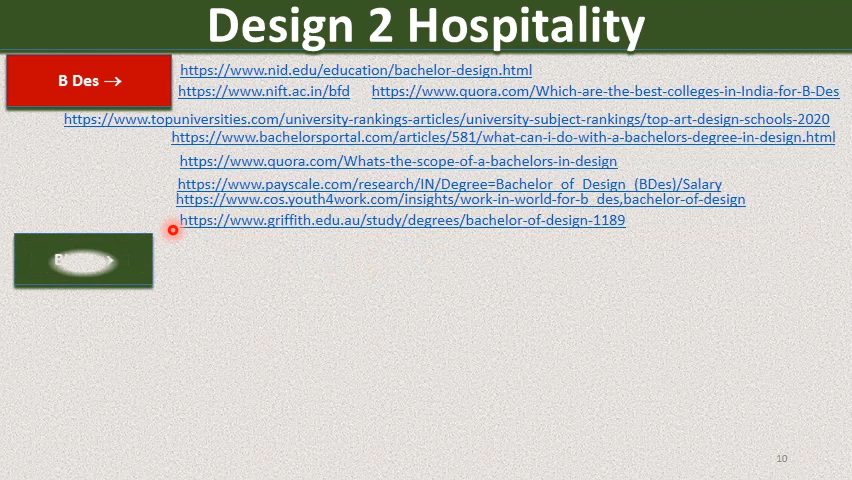 Design 2 Hospitality
B Des →
https://www.nid.edu/education/bachelor-design.html
https://www.nift.ac.in/bfd https://www.quora.com/Which-are-the-best-colleges-in-India-for-B-Des
https://www.topuniversities.com/university-rankings-articles/university-subject-rankings/top-art-design-schools-2020
https://www.bachelorsportal.com/articles/581/what-can-i-do-with-a-bachelors-degree-in-design.html
https://www.quora.com/Whats-the-scope-of-a-bachelors-in-design
https://www.payscale.com/research/IN/Degree=Bachelor_of_Design_(BDes)/Salary
https://www.cos.youth4work.com/insights/work-in-world-for-b_des,bachelor-of-design
https://www.griffith.edu.au/study/degrees/bachelor-of-design-1189
10